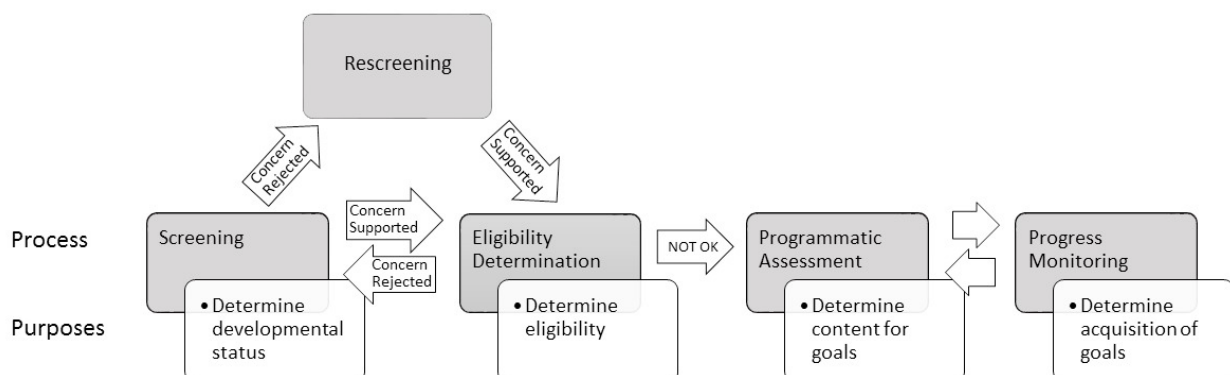 Rescreening
Concern
Rejected
Concern
Supported
Process
Screening
Concern
Supported
Concern
Rejected
Eligibility
Determination
NOT OK
Programmatic
Assessment
Progress
Monitoring
Purposes
• Determine
developmental
status
• Determine
eligibility
• Determine
content for
goals
• Determine
acquisition of
goals